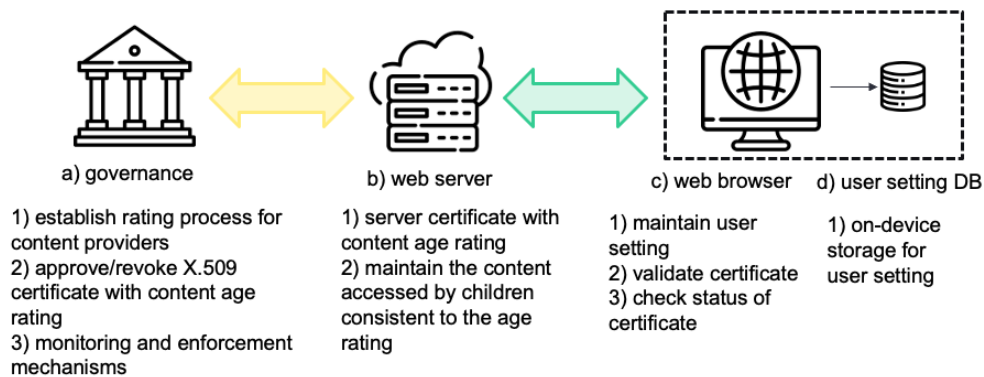 a) governance
1) establish rating process for
content providers
2) approve/revoke X.509
certificate with content age
rating
3) monitoring and enforcement
mechanisms
b) web server
1) server certificate with
content age rating
2) maintain the content
accessed by children
consistent to the age
rating
c) web browser
1) maintain user
setting
2) validate certificate
3) check status of
certificate
d) user setting DB
1) on-device
storage for
user setting